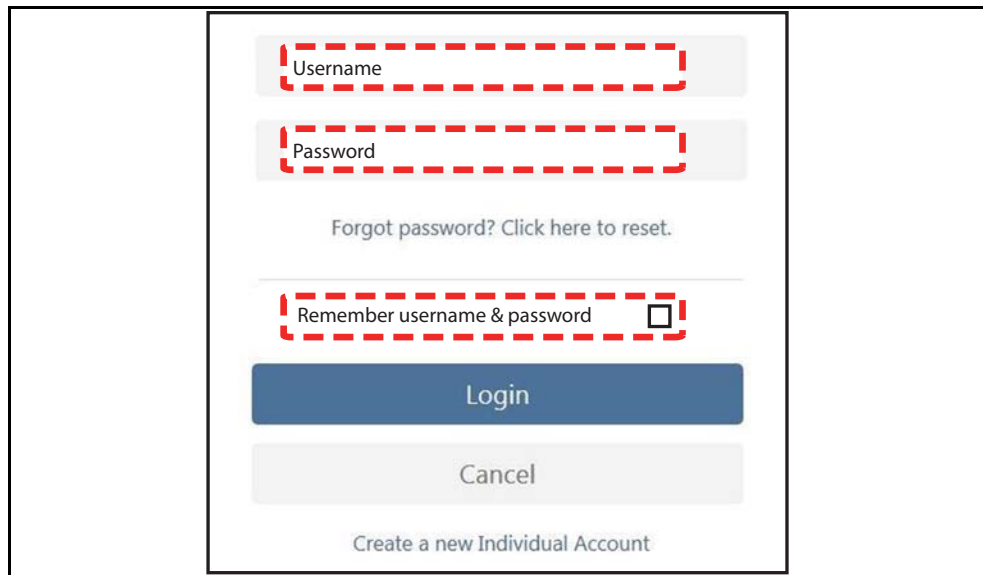 Username
Password
Forgot password? Click here to reset.
Remember username & password
Login
Cancel
Create a new Individual Account